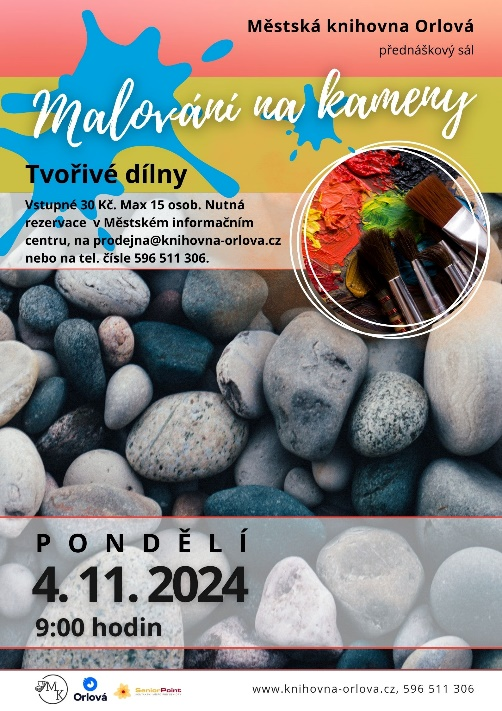 Městská knihovna Orlová
přednáškový sál
Malování na kameny
Tvořivé dílny
Vstupné 30 Kč. Max 15 osob. Nutná
rezervace v Městském informačním
centru, na prodejna@knihovna-orlova.cz
nebo na tel. čísle 596 511 306.
PONDĚLÍ
4. 11. 2024
9:00 hodin
MK
Orlová
SeniorPoint
www.knihovna-orlova.cz, 596 511 306